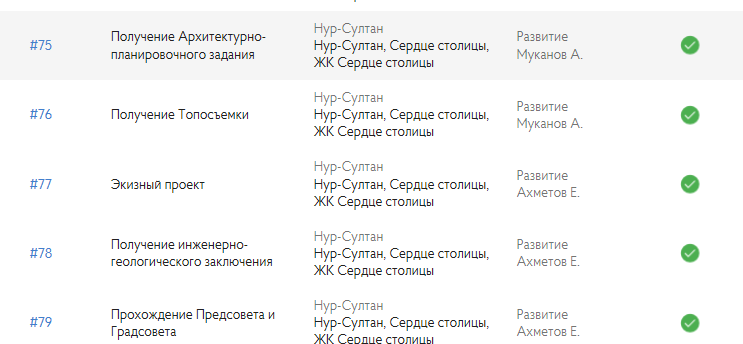 #75
Получение Архитектурно-
планировочного задания
Нур-Султан
Нур-Султан, Сердце столицы,
ЖК Сердце столицы
Развитие
Муканов А.
#76
Получение Топосъемки
Нур-Султан
Нур-Султан, Сердце столицы,
ЖК Сердце столицы
Развитие
Муканов А.
#77
Экизный проект
Нур-Султан
Нур-Султан, Сердце столицы,
ЖК Сердце столицы
Развитие
Ахметов Е.
#78
Получение инженерно-
геологического заключения
Нур-Султан
Нур-Султан, Сердце столицы,
ЖК Сердце столицы
Развитие
Ахметов Е.
#79
Прохождение Предсовета и
Градсовета
Нур-Султан
Нур-Султан, Сердце столицы,
ЖК Сердце столицы
Развитие
Ахметов Е.